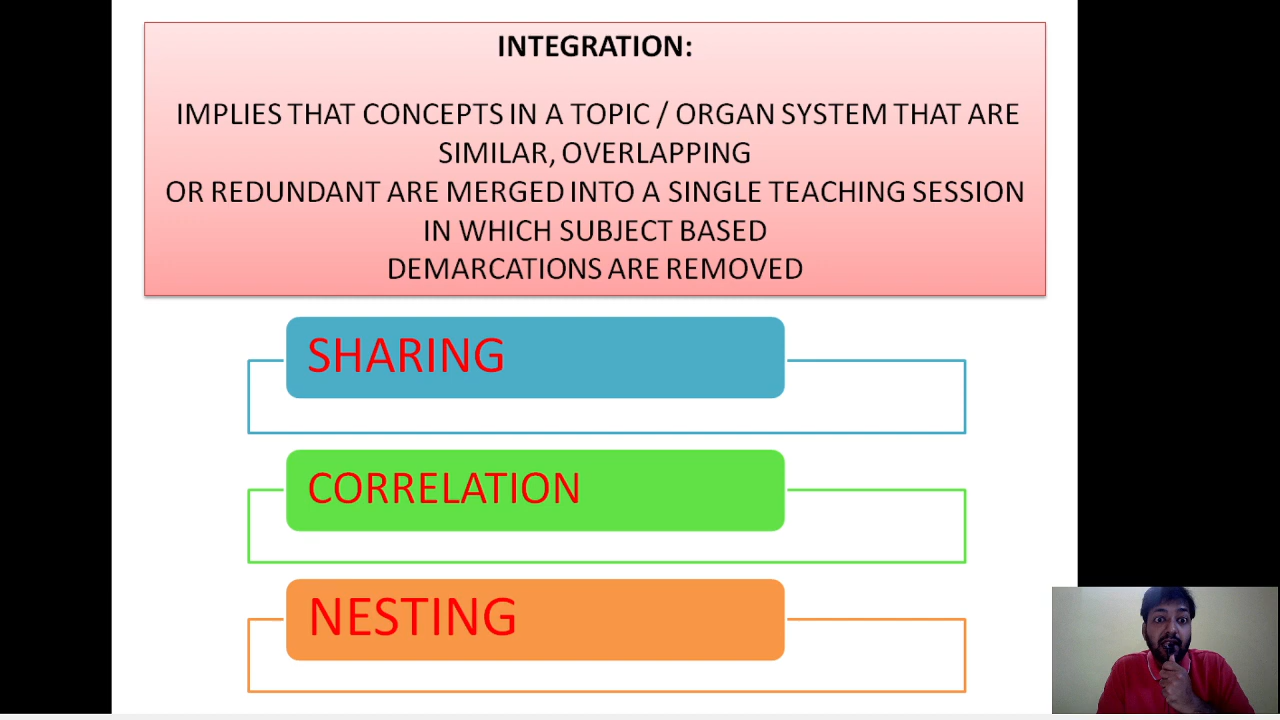 INTEGRATION:
IMPLIES THAT CONCEPTS IN A TOPIC / ORGAN SYSTEM THAT ARE
SIMILAR, OVERLAPPING
OR REDUNDANT ARE MERGED INTO A SINGLE TEACHING SESSION
IN WHICH SUBJECT BASED
DEMARCATIONS ARE REMOVED
SHARING
CORRELATION
NESTING